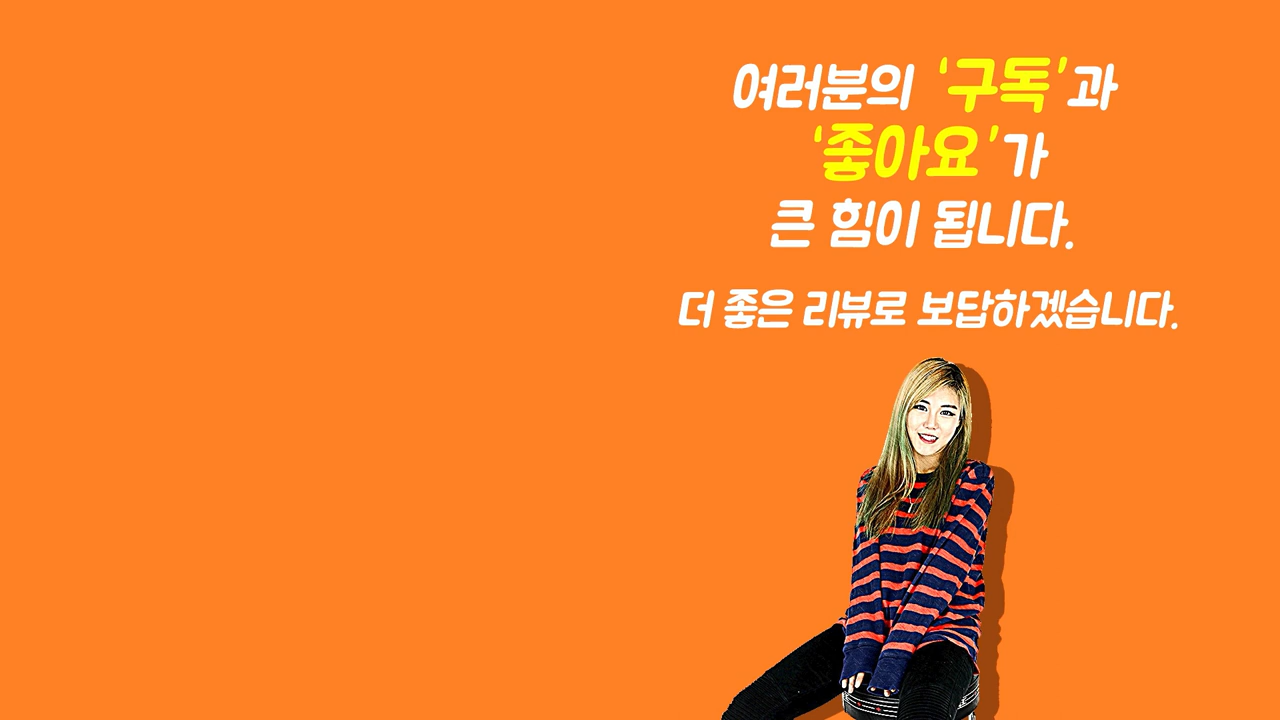 여러분의 ‘구독’과
‘좋아요’가
큰 힘이 됩니다.
더 좋은 리뷰로 보답하겠습니다.